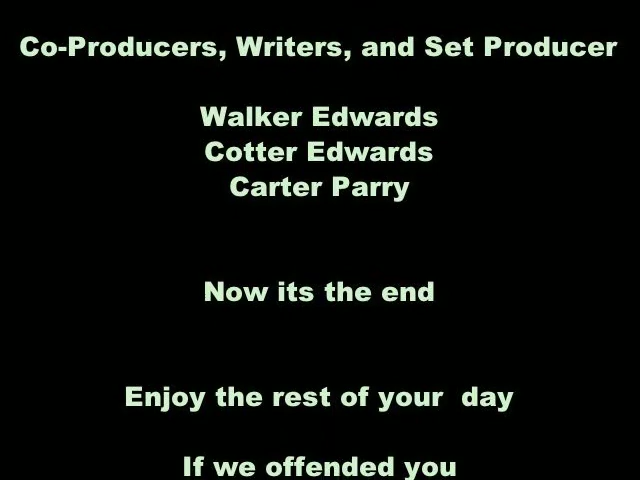 Co-Producers, Writers, and Set Producer
Walker Edwards
Cotter Edwards
Carter Parry
Now its the end
Enjoy the rest of your  day
If we offended you